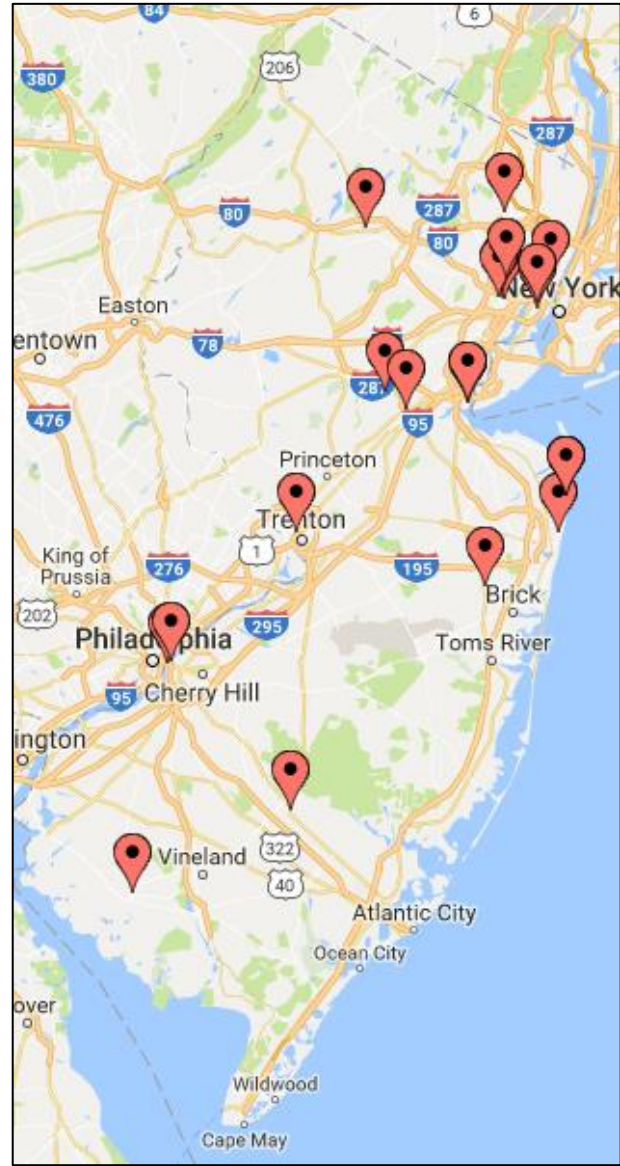 84
6
380
206
287
80
287
80
New York
Easton
entown
78
287
95
476
Princeton
Trenton
1
King of
Prussia
276
195
202
Brick
295
Philadelphia
Toms River
Cherry Hill
95
ington
322
Vineland
40
Atlantic City
Ocean City
over
Wildwood
Cape May